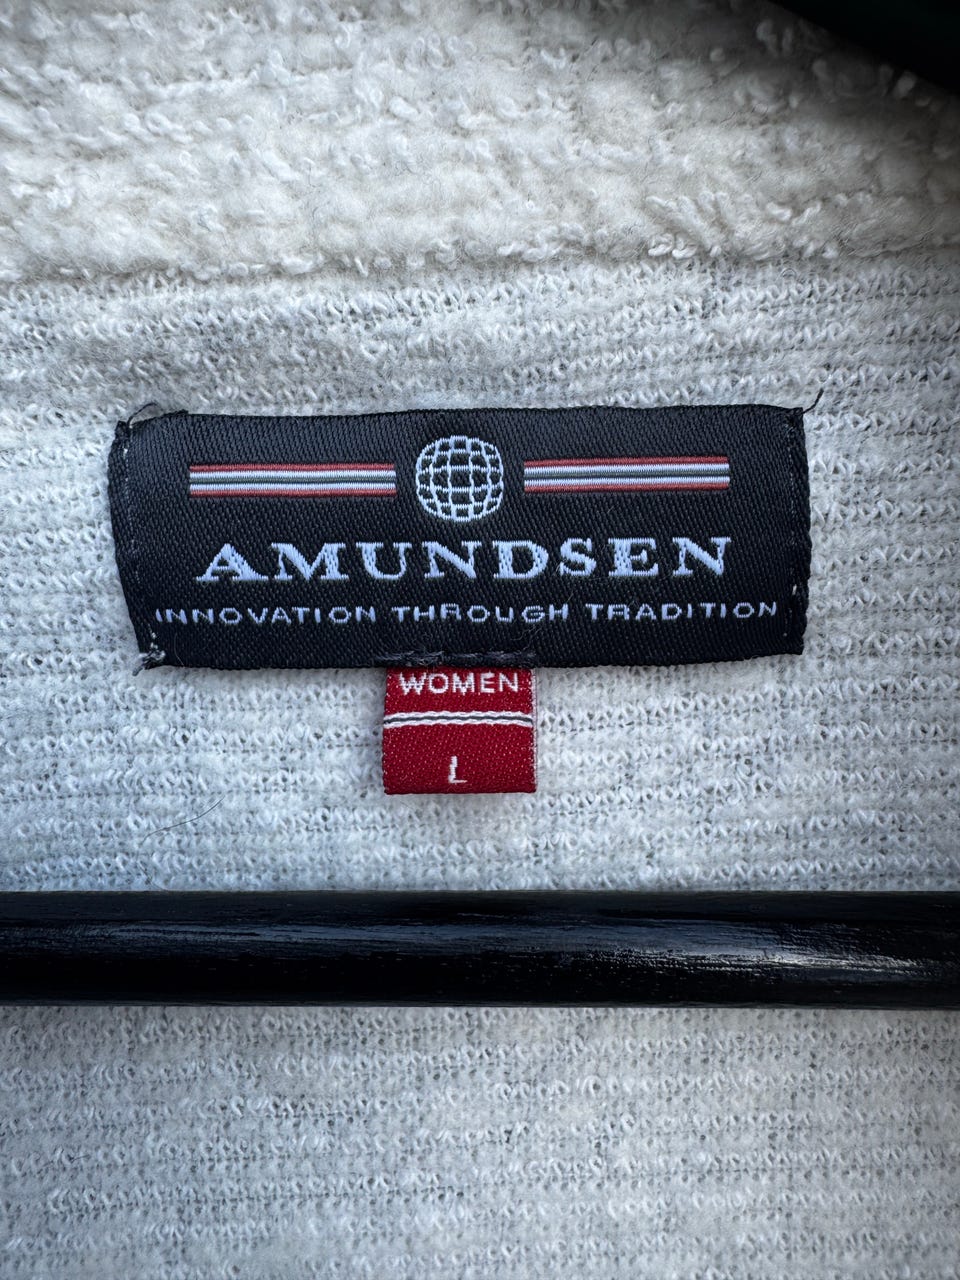 AMUNDSEN
INNOVATION THROUGH TRADITION
WOMEN
L